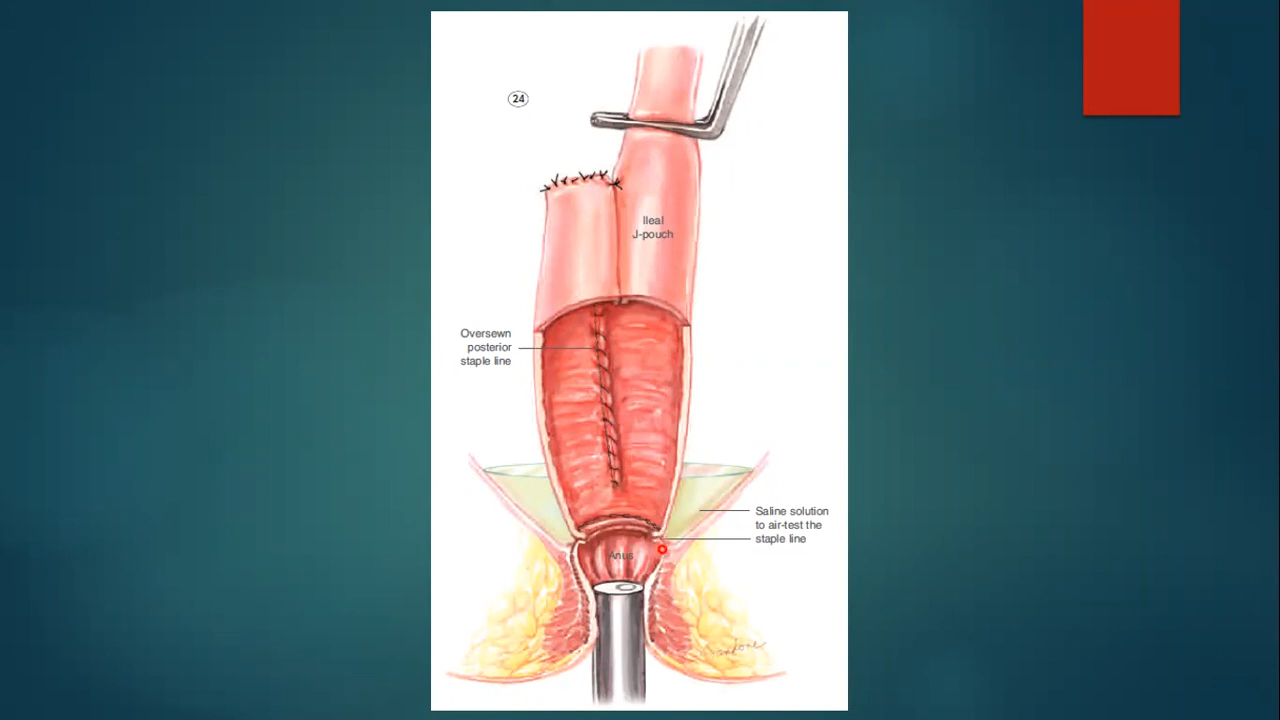 24
Ileal
J-pouch
Oversewn
posterior
staple line
Saline solution
to air-test the
staple line
Anus